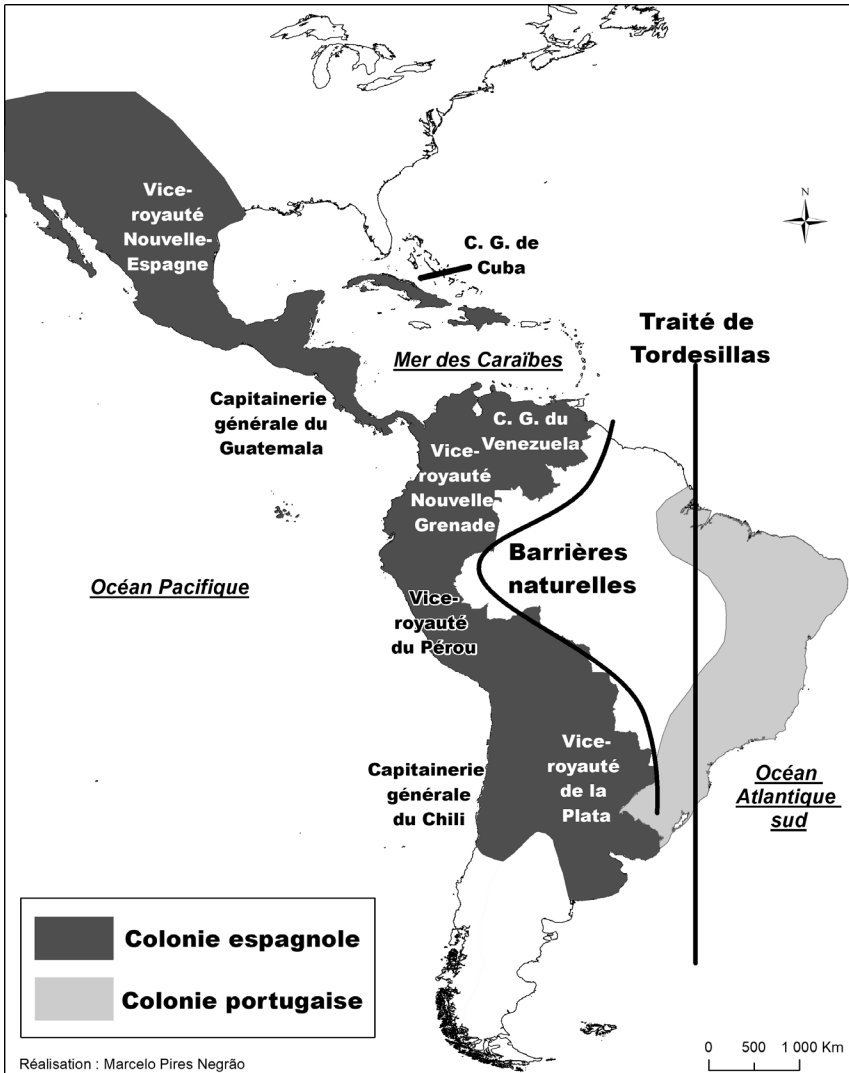 Vice-
royauté
Nouvelle-
Espagne
N
C. G. de
Cuba
Traité de
Tordesillas
Mer des Caraïbes
Capitainerie
générale du
Guatemala
C. G. du
Venezuela
Vice-
royauté
Nouvelle
Grenade
Barrières
naturelles
Océan Pacifique
Vice-
royauté
du Pérou
Vice-
royauté
de la
Plata
Capitainerie
générale
du Chili
Océan
Atlantique
sud
Colonie espagnole
Colonie portugaise
0 500 1 000 Km
Réalisation : Marcelo Pires Negrão